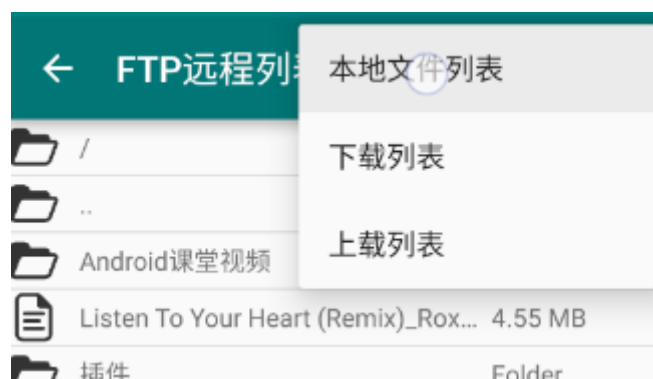 FTP远程列
本地文件列表
下载列表
上载列表
/
..
Android课堂视频
Listen To Your Heart (Remix)_Rox... 4.55 MB
插件 Folder